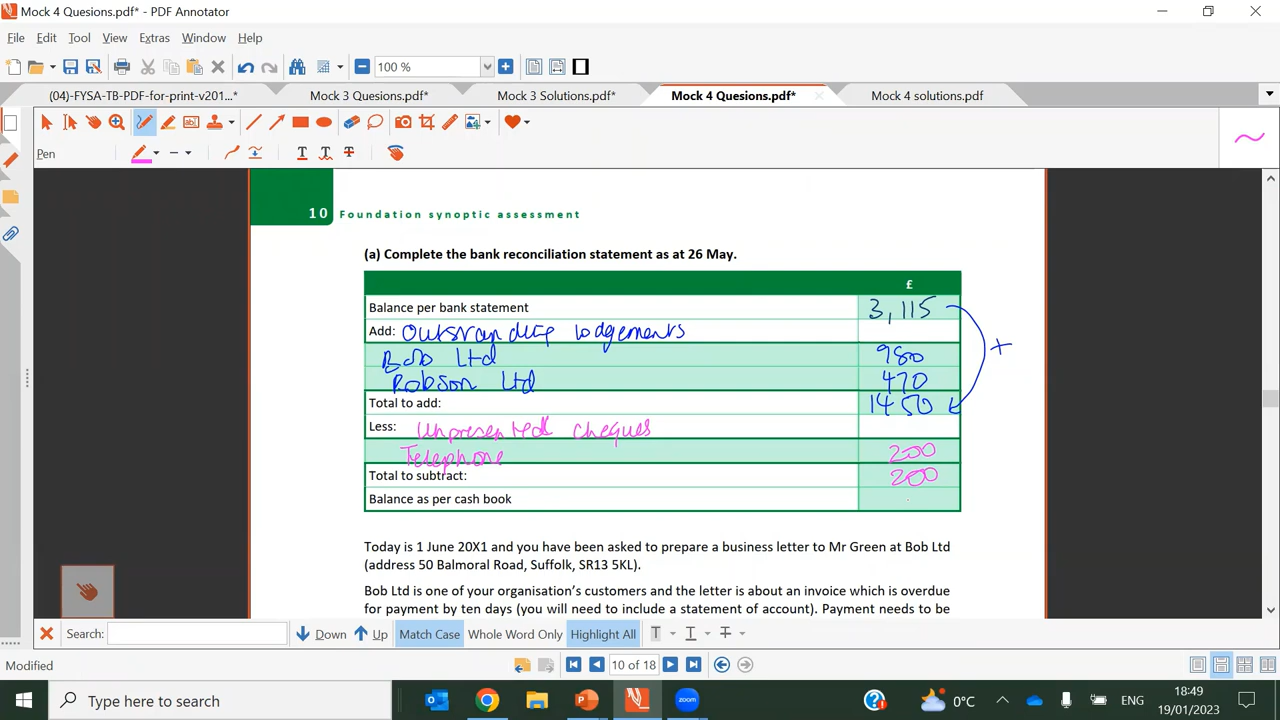 Mock 4 Quesions.pdf* - PDF Annotator
File Edit Tool View Extras Window Help
100 %
(04)-FYSA-TB-PDF-for-print-v201...* Mock 3 Quesions.pdf* Mock 3 Solutions.pdf* Mock 4 Quesions.pdf* Mock 4 solutions.pdf
Pen
10 Foundation synoptic assessment
(a) Complete the bank reconciliation statement as at 26 May.
£
Balance per bank statement 3,115
Add: Outstanding lodgements
Bob Ltd 980
Robson Ltd 470
+
Total to add: 1450
Less: Unpresented cheques
Telephone 200
Total to subtract: 200
Balance as per cash book
Today is 1 June 20X1 and you have been asked to prepare a business letter to Mr Green at Bob Ltd
(address 50 Balmoral Road, Suffolk, SR13 5KL).
Bob Ltd is one of your organisation's customers and the letter is about an invoice which is overdue
for payment by ten days (you will need to include a statement of account). Payment needs to be
Search: Down Up Match Case Whole Word Only Highlight All
Modified 10 of 18
Type here to search zoom 0°C ENG 18:49
19/01/2023